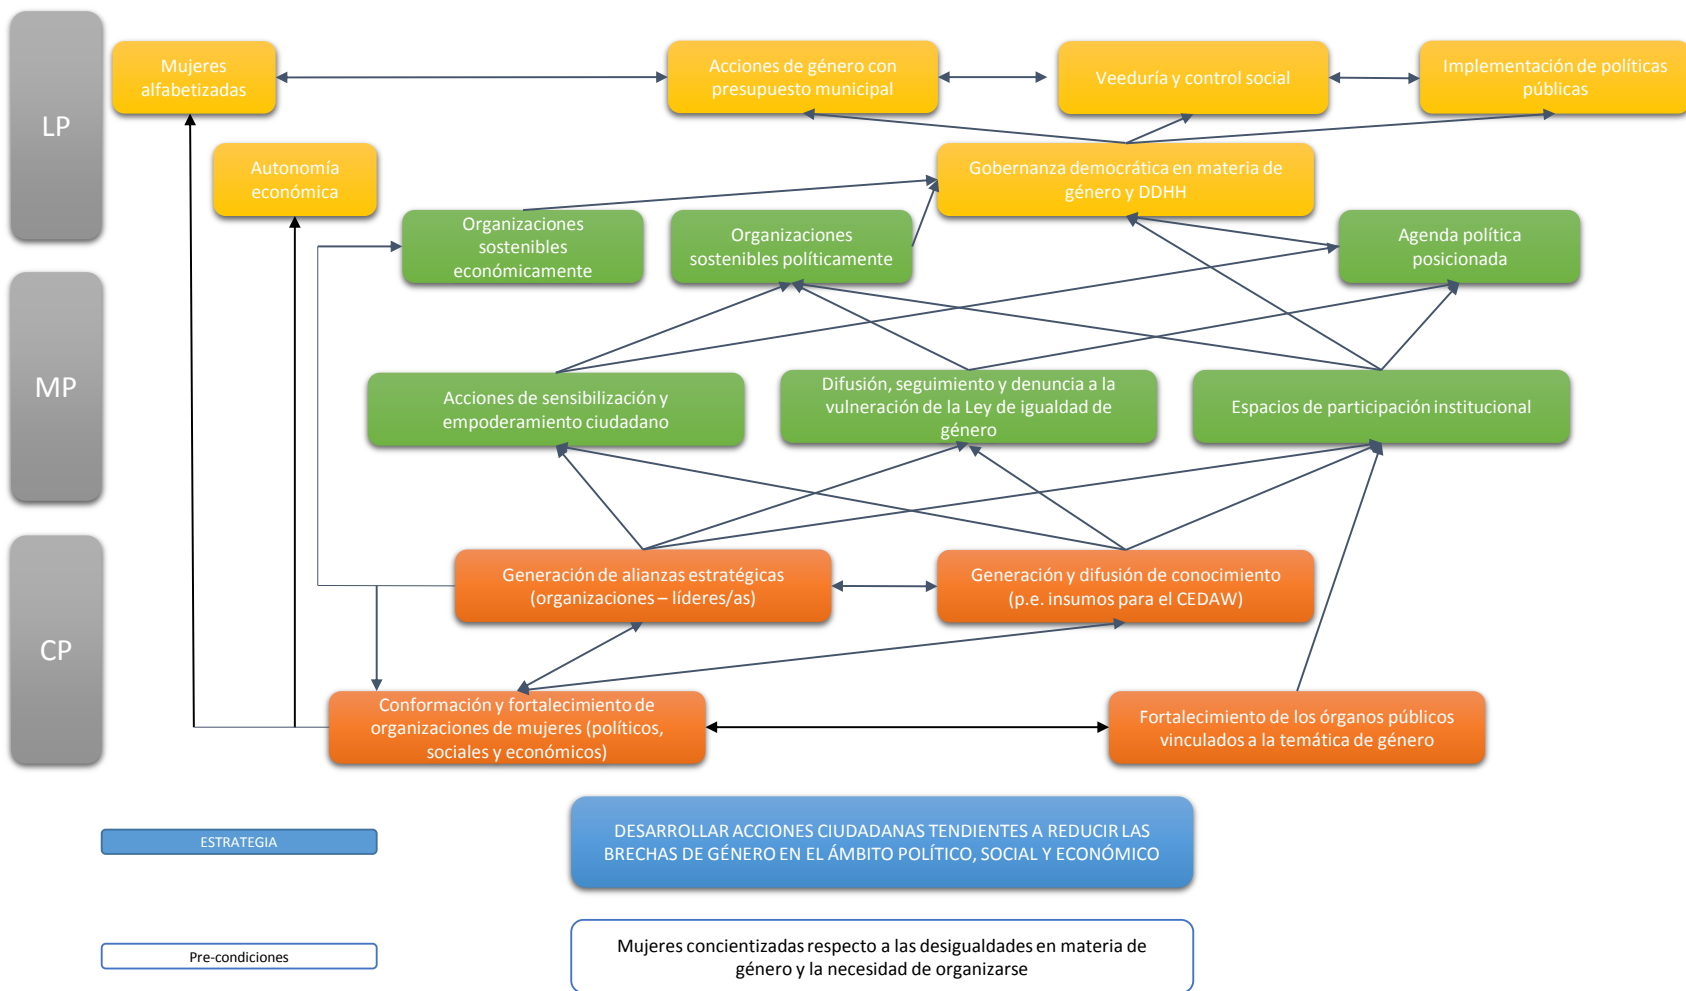 LP
Mujeres
alfabetizadas
Acciones de género con
presupuesto municipal
Veeduría y control social
Implementación de políticas
públicas
Autonomía
económica
Gobernanza democrática en materia de
género y DDHH
Organizaciones
sostenibles
económicamente
Organizaciones
sostenibles políticamente
Agenda política
posicionada
MP
Acciones de sensibilización y
empoderamiento ciudadano
Difusión, seguimiento y denuncia a la
vulneración de la Ley de igualdad de
género
Espacios de participación institucional
CP
Generación de alianzas estratégicas
(organizaciones – líderes/as)
Generación y difusión de conocimiento
(p.e. insumos para el CEDAW)
Conformación y fortalecimiento de
organizaciones de mujeres (políticos,
sociales y económicos)
Fortalecimiento de los órganos públicos
vinculados a la temática de género
ESTRATEGIA
DESARROLLAR ACCIONES CIUDADANAS TENDIENTES A REDUCIR LAS
BRECHAS DE GÉNERO EN EL ÁMBITO POLÍTICO, SOCIAL Y ECONÓMICO
Pre-condiciones
Mujeres concientizadas respecto a las desigualdades en materia de
género y la necesidad de organizarse